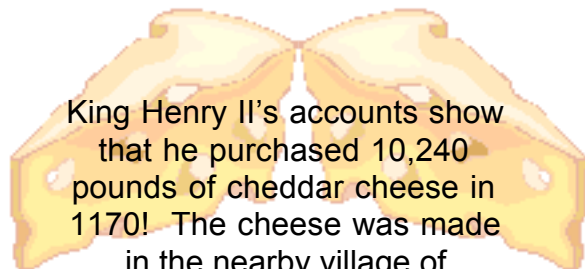 King Henry II’s accounts show
that he purchased 10,240
pounds of cheddar cheese in
1170!  The cheese was made
in the nearby village of